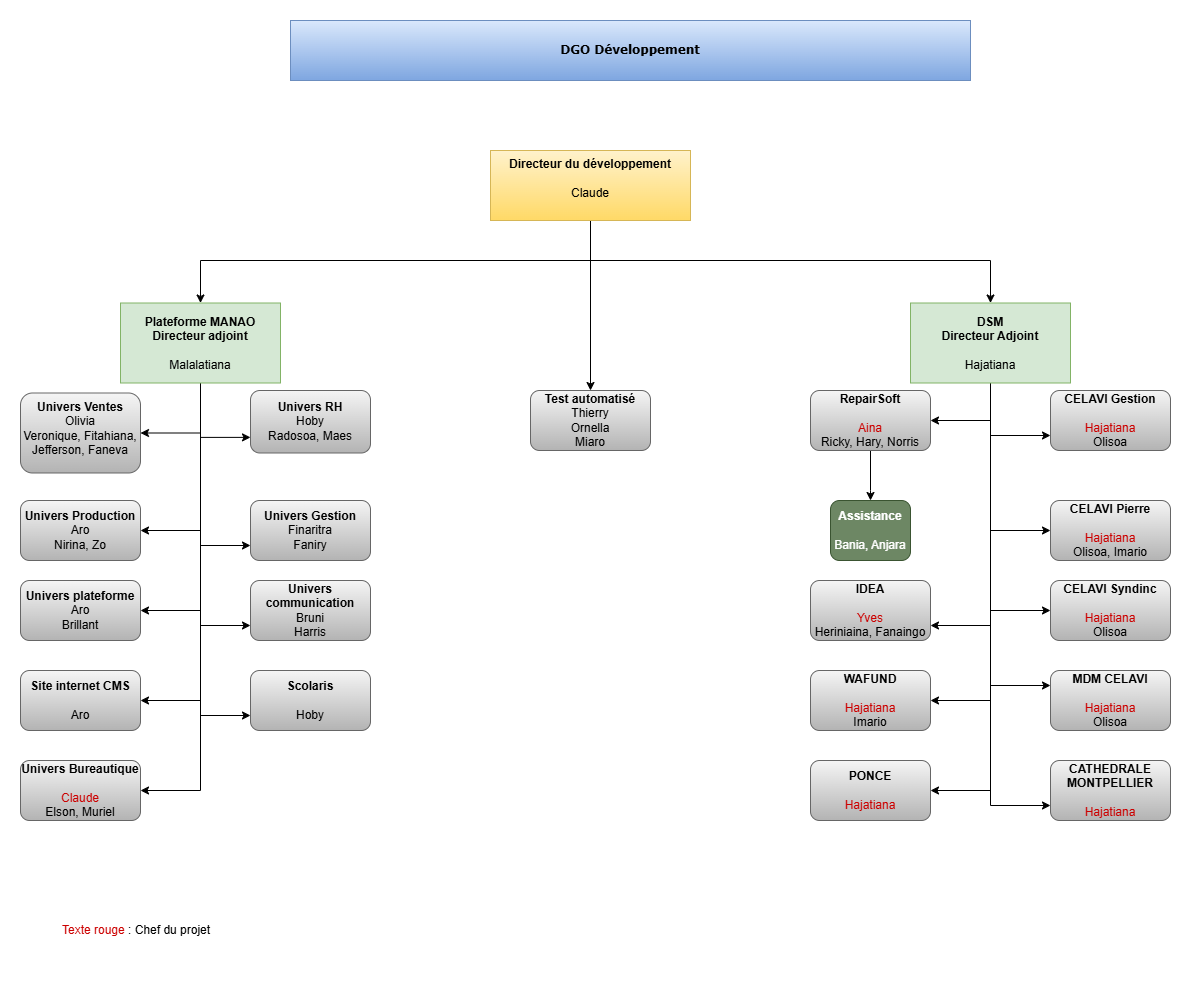 DGO Développement
Directeur du développement
Claude
Plateforme MANAO
Directeur adjoint
Malalatiana
DSM
Directeur Adjoint
Hajatiana
Univers Ventes
Olivia
Veronique, Fitahiana,
Jefferson, Faneva
Univers RH
Hoby
Radosoa, Maes
Test automatisé
Thierry
Ornella
Miaro
RepairSoft
Aina
Ricky, Hary, Norris
CELAVI Gestion
Hajatiana
Olisoa
Univers Production
Aro
Nirina, Zo
Univers Gestion
Finaritra
Faniry
Assistance
Bania, Anjara
CELAVI Pierre
Hajatiana
Olisoa, Imario
Univers plateforme
Aro
Brillant
Univers
communication
Bruni
Harris
IDEA
Yves
Heriniaina, Fanaingo
CELAVI Syndinc
Hajatiana
Olisoa
Site internet CMS
Aro
Scolaris
Hoby
WAFUND
Hajatiana
Imario
MDM CELAVI
Hajatiana
Olisoa
Univers Bureautique
Claude
Elson, Muriel
PONCE
Hajatiana
CATHEDRALE
MONTPELLIER
Hajatiana
Texte rouge : Chef du projet